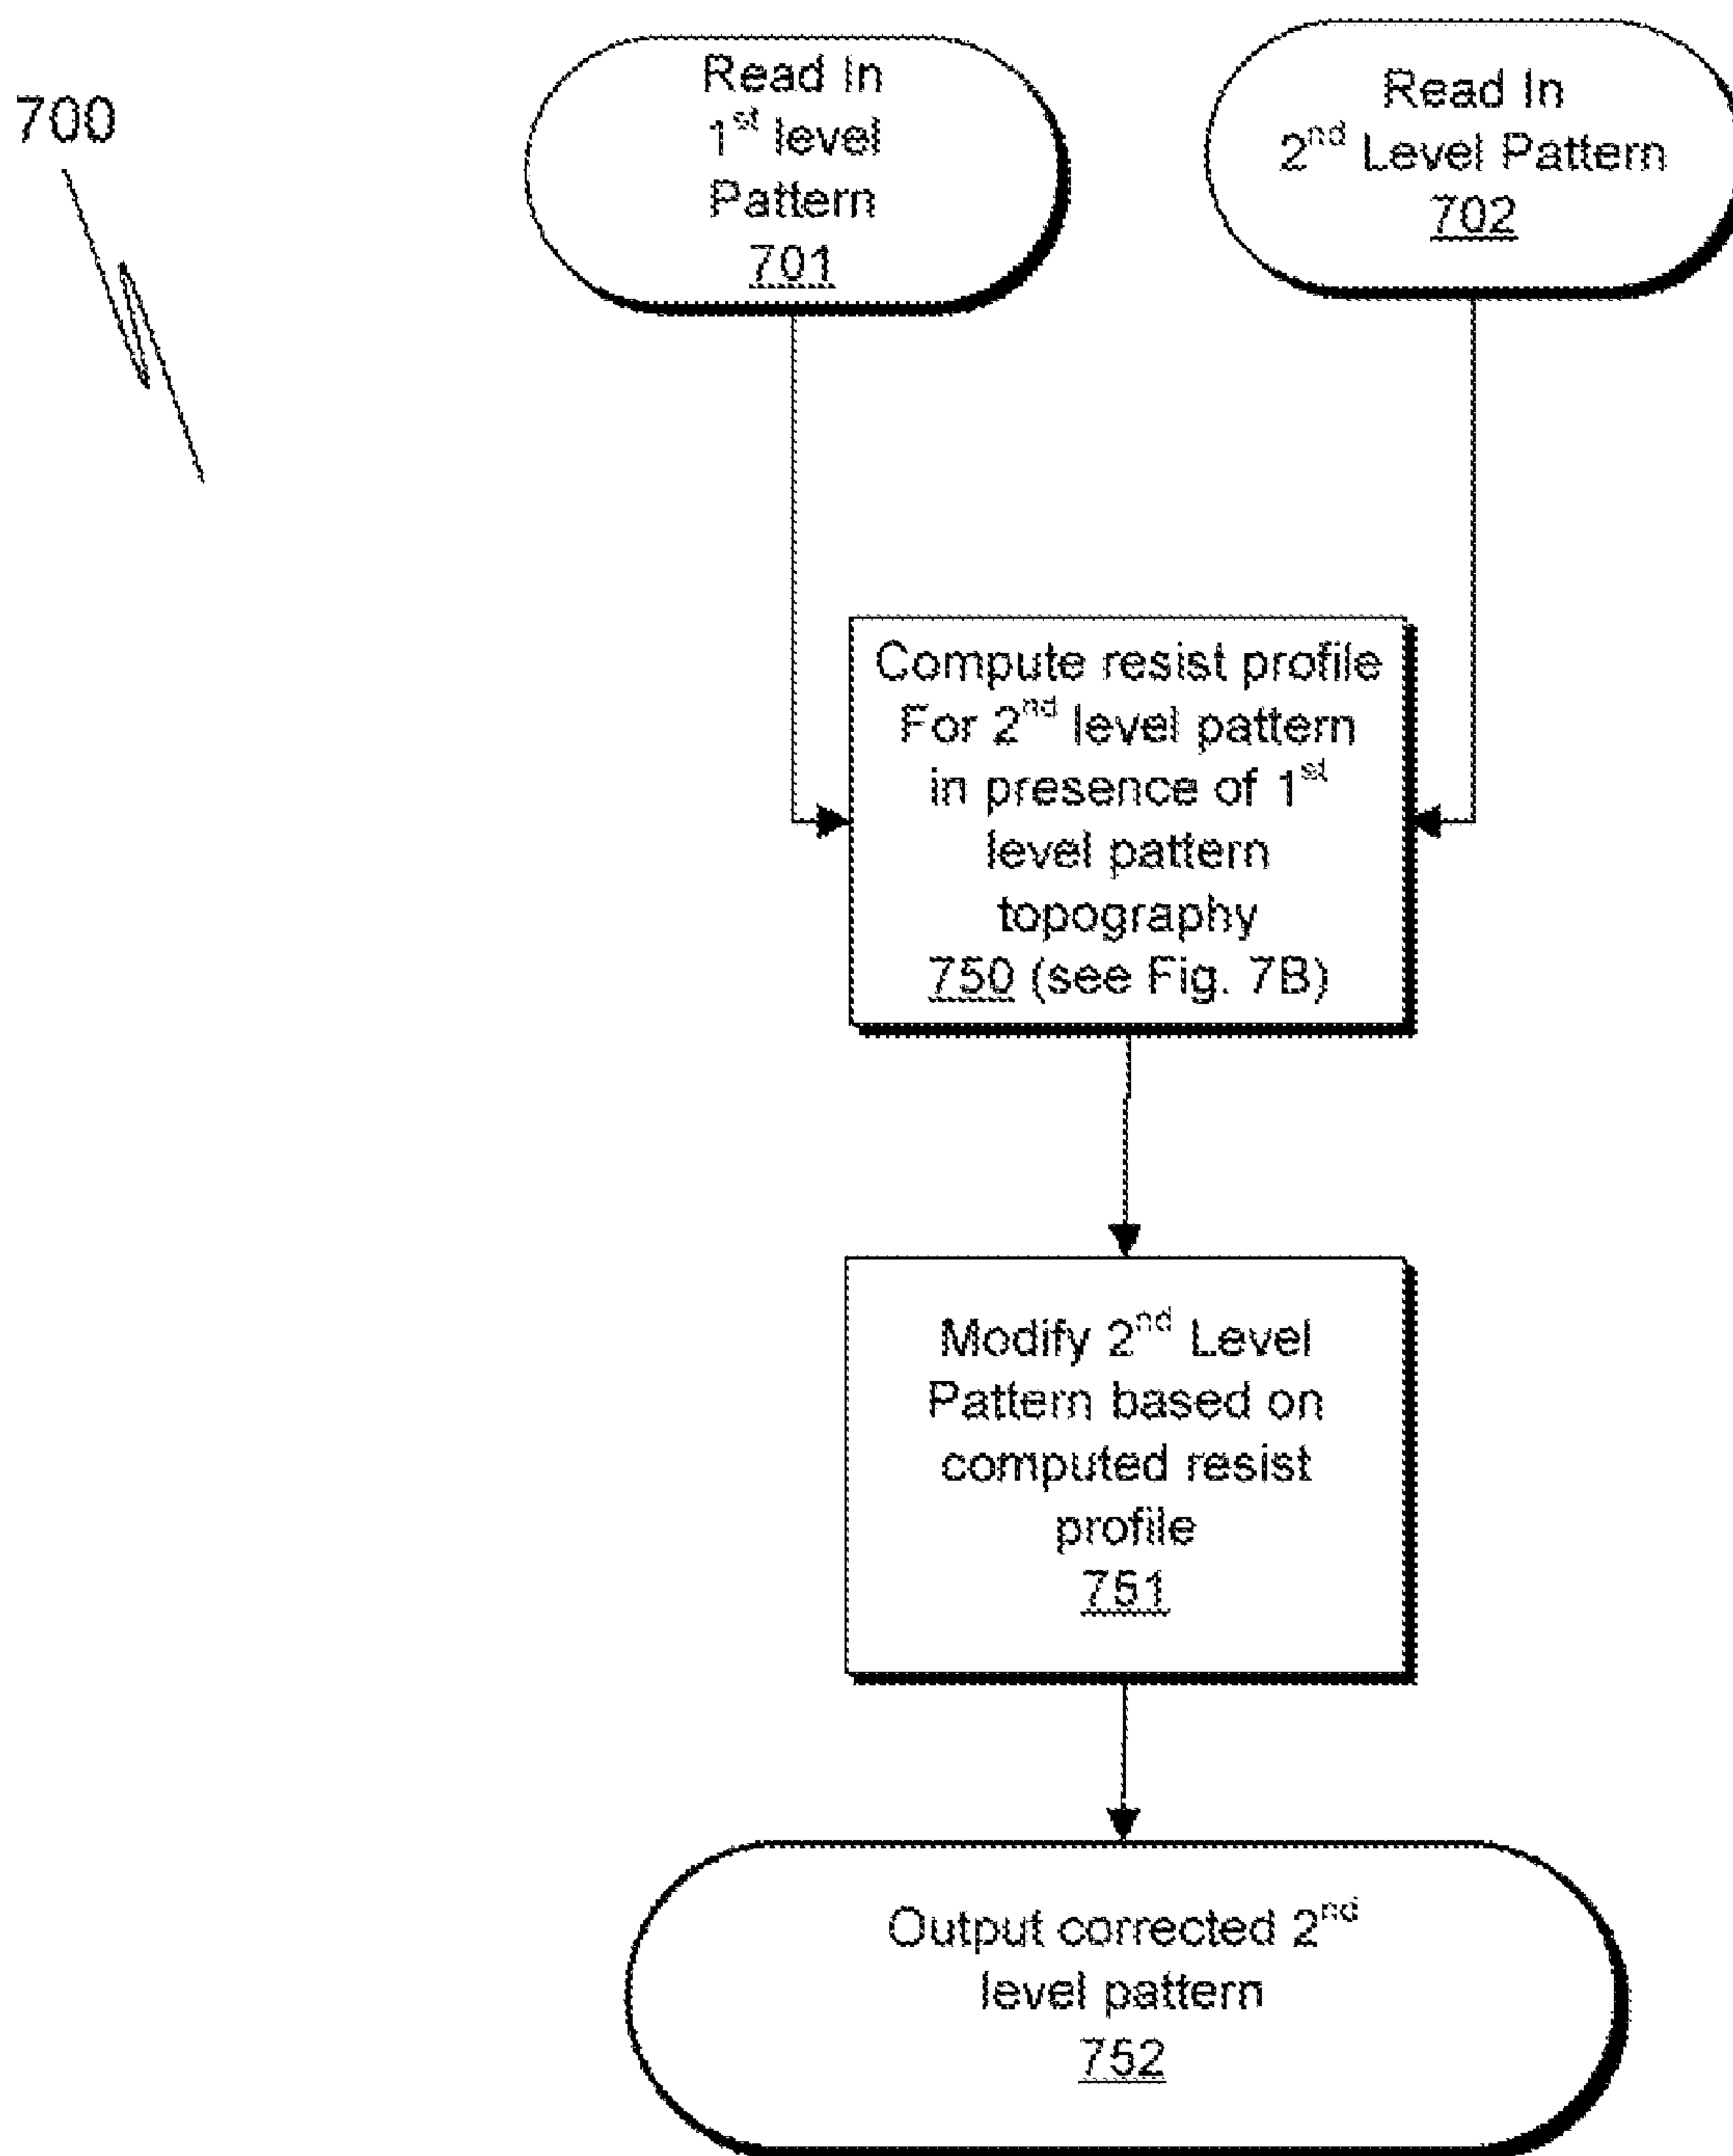 700
Read In
1st level
Pattern
701
Read In
2nd Level Pattern
702
Compute resist profile
For 2nd level pattern
in presence of 1st
level pattern
topography
750 (see Fig. 7B)
Modify 2nd Level
Pattern based on
computed resist
profile
751
Output corrected 2nd
level pattern
752